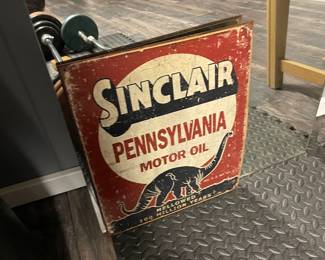 SINCLAIR
PENNSYLVANIA
MOTOR OIL
MELLOWED
100 MILLION YEARS